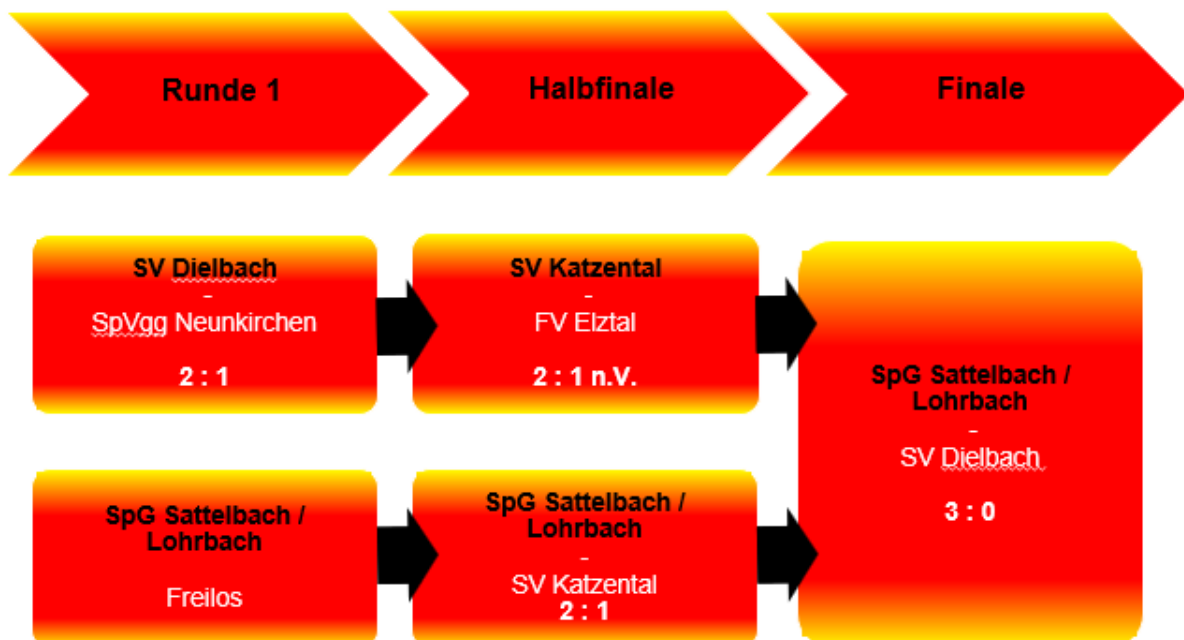 Runde 1
Halbfinale
Finale
SV Dielbach
-
SpVgg Neunkirchen
2 : 1
SV Katzental
-
FV Elztal
2 : 1 n.V.
SpG Sattelbach /
Lohrbach
-
SV Dielbach
3 : 0
SpG Sattelbach /
Lohrbach
Freilos
SpG Sattelbach /
Lohrbach
-
SV Katzental
2 : 1